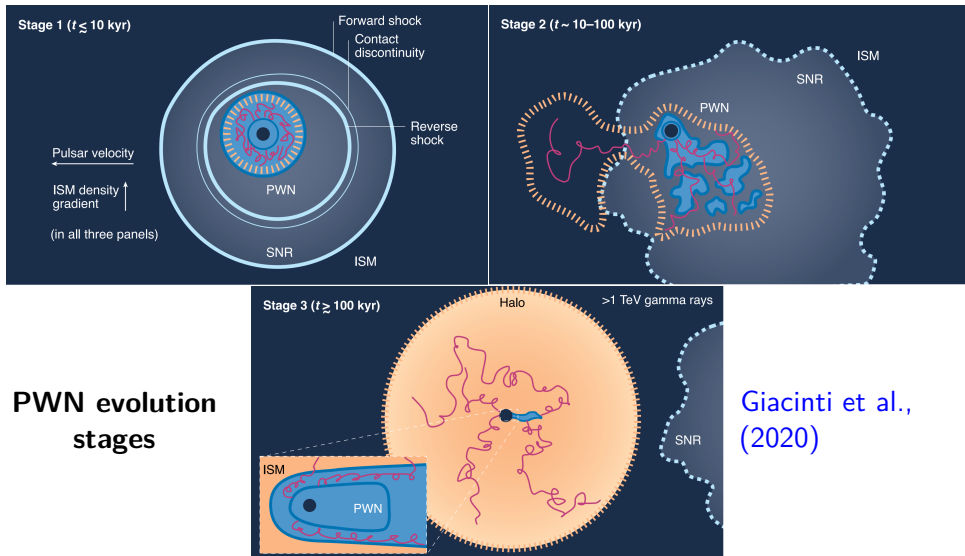 Stage 1 (t ≲ 10 kyr)
Forward shock
Contact
discontinuity
Reverse
shock
Pulsar velocity
ISM density
gradient
(in all three panels)
PWN
SNR
ISM
Stage 2 (t ~ 10–100 kyr)
ISM
SNR
PWN
Stage 3 (t ≳ 100 kyr)
Halo
>1 TeV gamma rays
SNR
ISM
PWN
PWN evolution
stages
Giacinti et al.,
(2020)